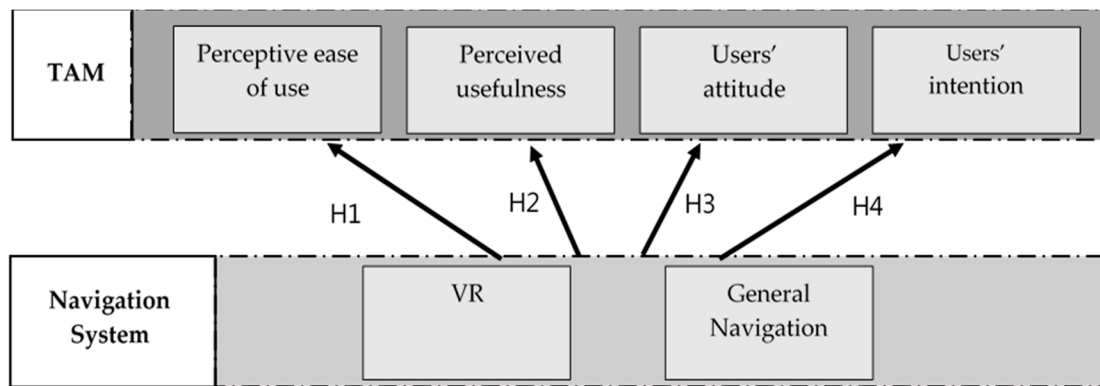 TAM
Perceptive ease
of use
Perceived
usefulness
Users’
attitude
Users’
intention
H1
H2
H3
H4
Navigation
System
VR
General
Navigation